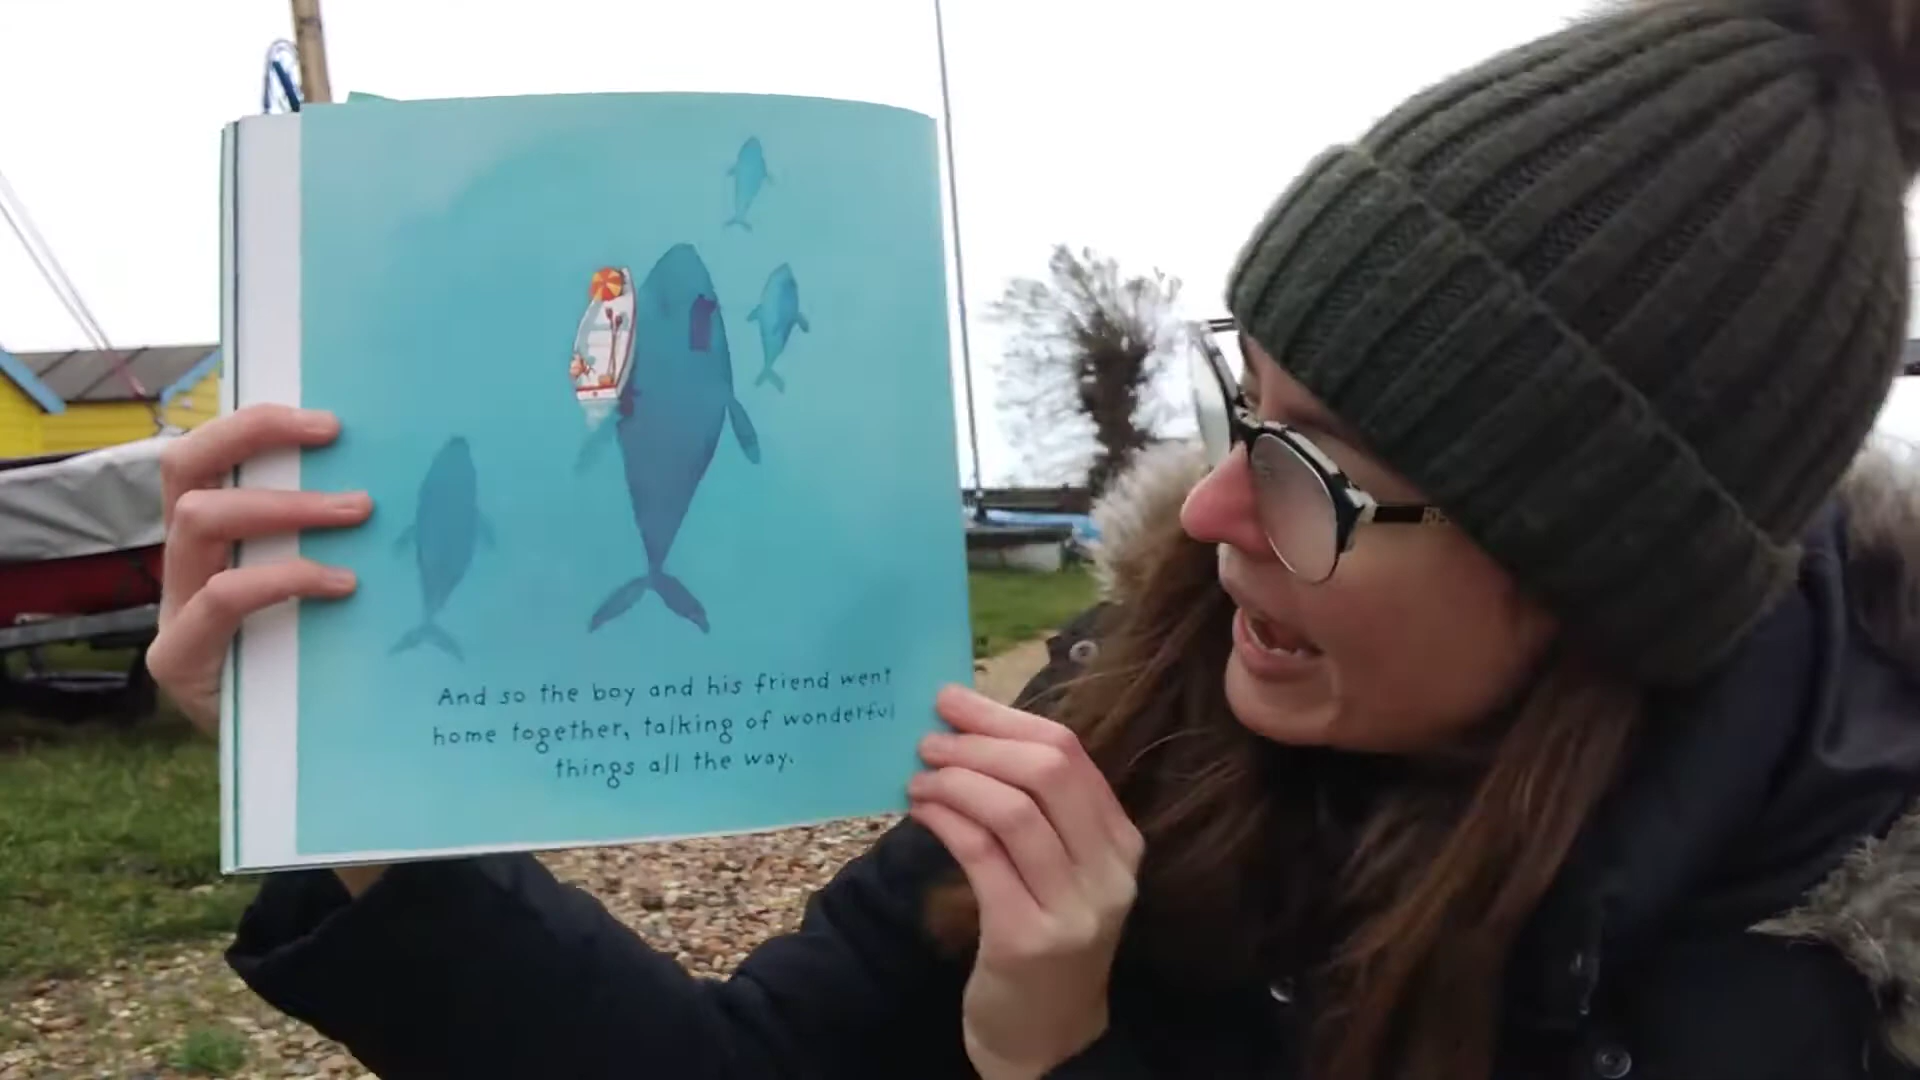 And so the boy and his friend went
home together, talking of wonderful
things all the way.